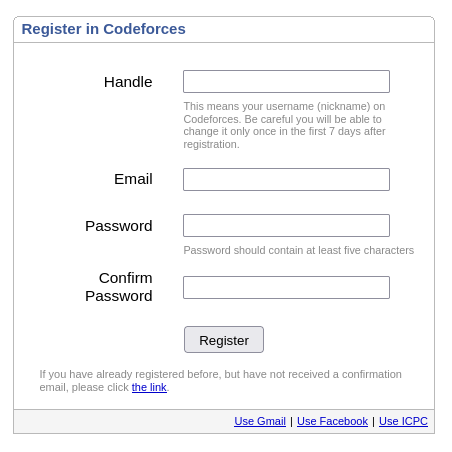 Register in Codeforces
Handle
This means your username (nickname) on
Codeforces. Be careful you will be able to
change it only once in the first 7 days after
registration.
Email
Password
Password should contain at least five characters
Confirm
Password
Register
If you have already registered before, but have not received a confirmation
email, please click the link.
Use Gmail | Use Facebook | Use ICPC